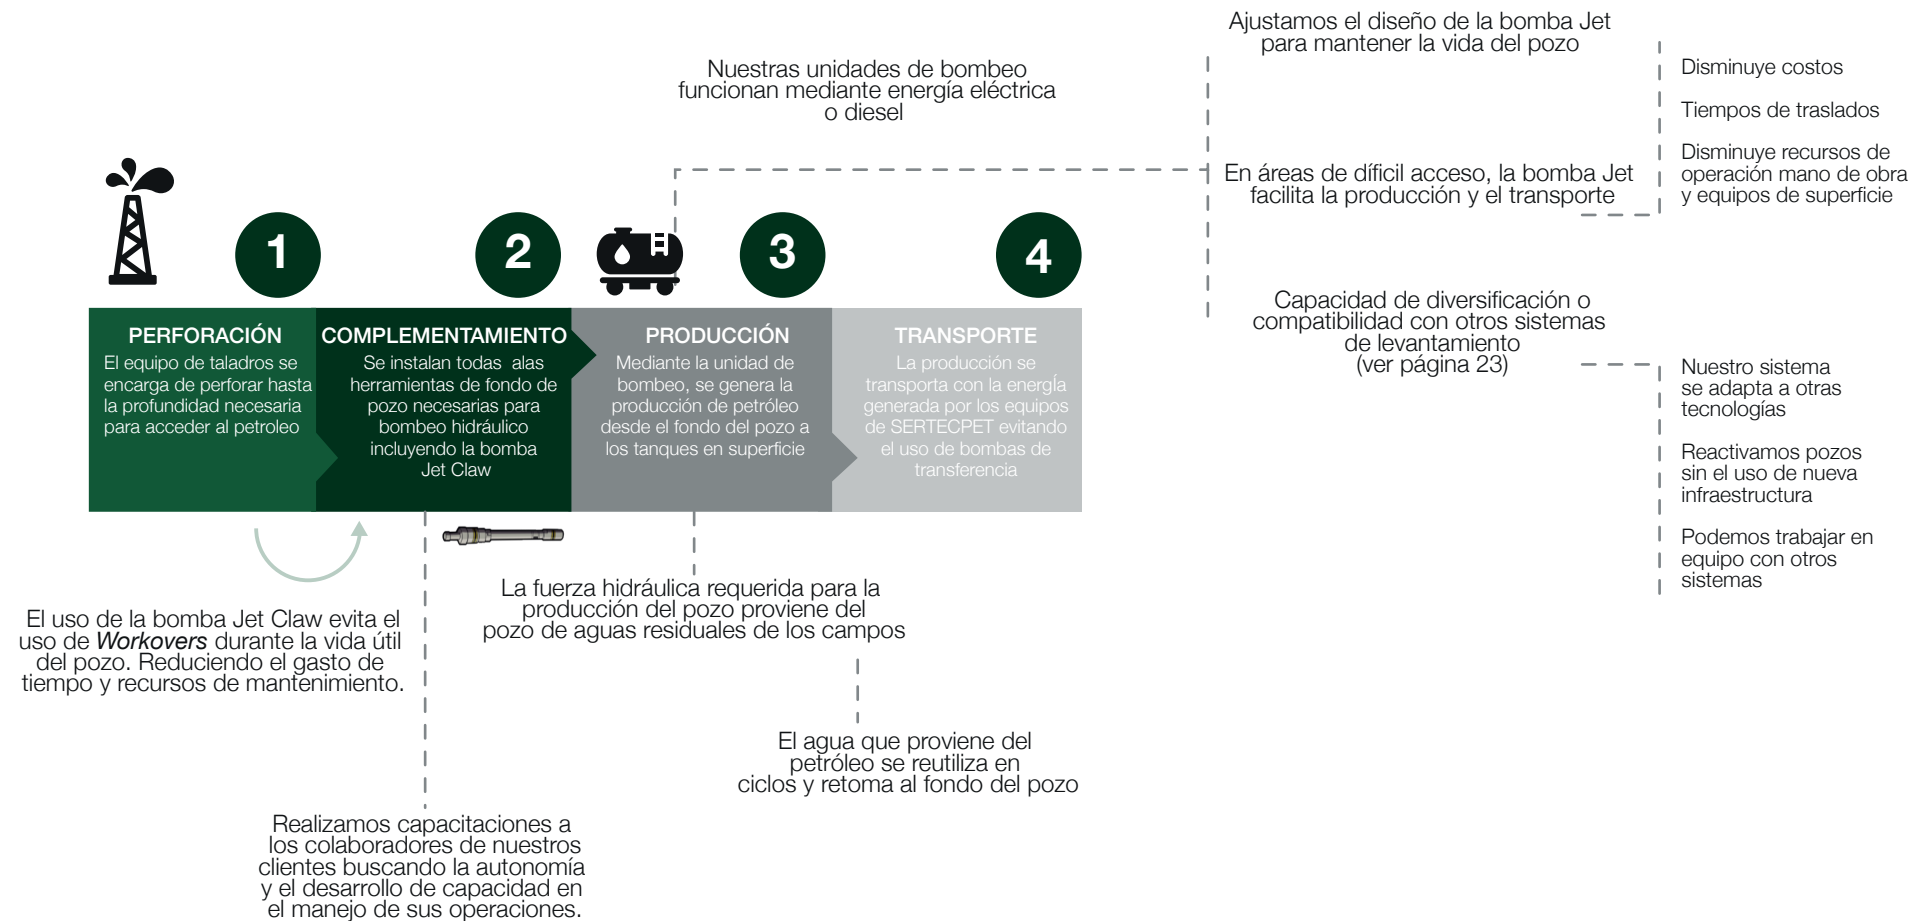 Ajustamos el diseño de la bomba Jet
para mantener la vida del pozo
Nuestras unidades de bombeo
funcionan mediante energía eléctrica
o diesel
Disminuye costos
Tiempos de traslados
Disminuye recursos de
operación mano de obra
y equipos de superficie
En áreas de díficil acceso, la bomba Jet
facilita la producción y el transporte
1
2
3
4
PERFORACIÓN
El equipo de taladros se
encarga de perforar hasta
la profundidad necesaria
para acceder al petroleo
COMPLEMENTAMIENTO
Se instalan todas  alas
herramientas de fondo de
pozo necesarias para
bombeo hidráulico
incluyendo la bomba
Jet Claw
PRODUCCIÓN
Mediante la unidad de
bombeo, se genera la
producción de petróleo
desde el fondo del pozo a
los tanques en superficie
TRANSPORTE
La producción se
transporta con la energía
generada por los equipos
de SERTECPET evitando
el uso de bombas de
transferencia
Capacidad de diversificación o
compatibilidad con otros sistemas
de levantamiento
(ver página 23)
Nuestro sistema
se adapta a otras
tecnologías
Reactivamos pozos
sin el uso de nueva
infraestructura
Podemos trabajar en
equipo con otros
sistemas
El uso de la bomba Jet Claw evita el
uso de Workovers durante la vida útil
del pozo. Reduciendo el gasto de
tiempo y recursos de mantenimiento.
La fuerza hidráulica requerida para la
producción del pozo proviene del
pozo de aguas residuales de los campos
El agua que proviene del
petróleo se reutiliza en
ciclos y retoma al fondo del pozo
Realizamos capacitaciones a
los colaboradores de nuestros
clientes buscando la autonomía
y el desarrollo de capacidad en
el manejo de sus operaciones.